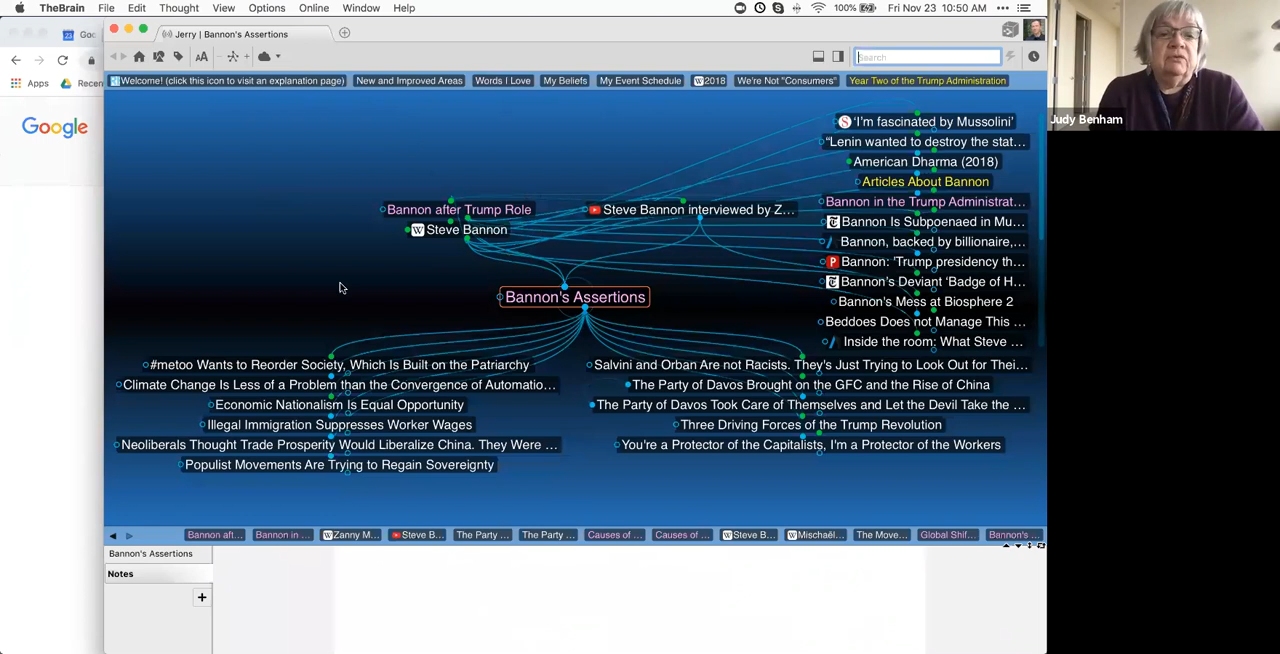 TheBrain File Edit Thought View Options Online Window Help 100% Fri Nov 23 10:50 AM
Goo
Jerry | Bannon's Assertions
AA
Search
Apps
Recen
Welcome! (click this icon to visit an explanation page) New and Improved Areas Words I Love My Beliefs My Event Schedule W 2018 We're Not "Consumers" Year Two of the Trump Administration
Google
Judy Benham
S 'I'm fascinated by Mussolini'
"Lenin wanted to destroy the stat...
American Dharma (2018)
Articles About Bannon
Bannon in the Trump Administrat...
Bannon after Trump Role
Steve Bannon interviewed by Z...
Bannon Is Subpoenaed in Mu...
W Steve Bannon
Bannon, backed by billionaire,...
P Bannon: 'Trump presidency th...
Bannon's Deviant 'Badge of H...
Bannon's Assertions
Bannon's Mess at Biosphere 2
Beddoes Does not Manage This ...
Inside the room: What Steve ...
#metoo Wants to Reorder Society, Which Is Built on the Patriarchy
Climate Change Is Less of a Problem than the Convergence of Automatio...
Economic Nationalism Is Equal Opportunity
Illegal Immigration Suppresses Worker Wages
Neoliberals Thought Trade Prosperity Would Liberalize China. They Were ...
Populist Movements Are Trying to Regain Sovereignty
Salvini and Orban Are not Racists. They's Just Trying to Look Out for Thei...
The Party of Davos Brought on the GFC and the Rise of China
The Party of Davos Took Care of Themselves and Let the Devil Take the ...
Three Driving Forces of the Trump Revolution
You're a Protector of the Capitalists, I'm a Protector of the Workers
Bannon aft... Bannon in ... W Zanny M... Steve B... The Party ... The Party ... Causes of ... Causes of ... W Steve B... W Mischaël... The Move... Global Shif... Bannon's ...
Bannon's Assertions
Notes
+